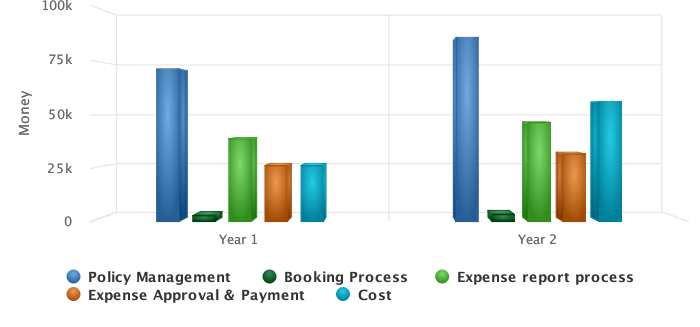 100k
75k
50k
25k
0
Money
Year 1 Year 2
Policy Management Booking Process Expense report process
Expense Approval & Payment Cost